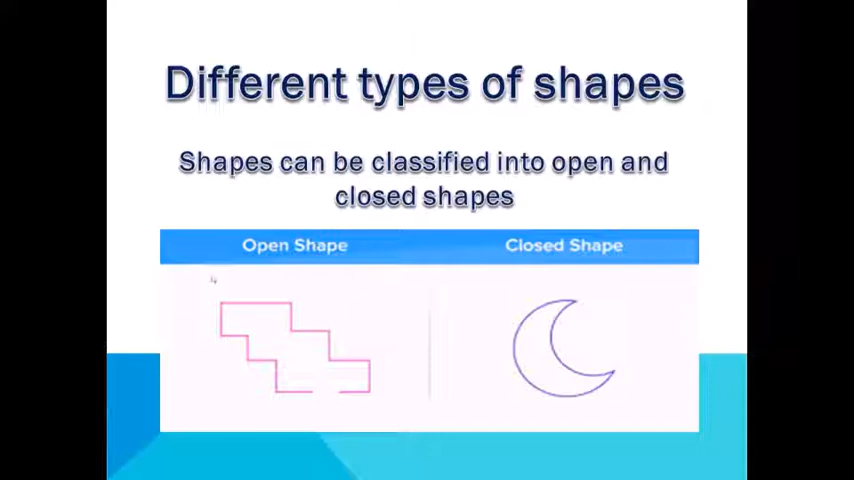 Different types of shapes
Shapes can be classified into open and
closed shapes
Open Shape
Closed Shape